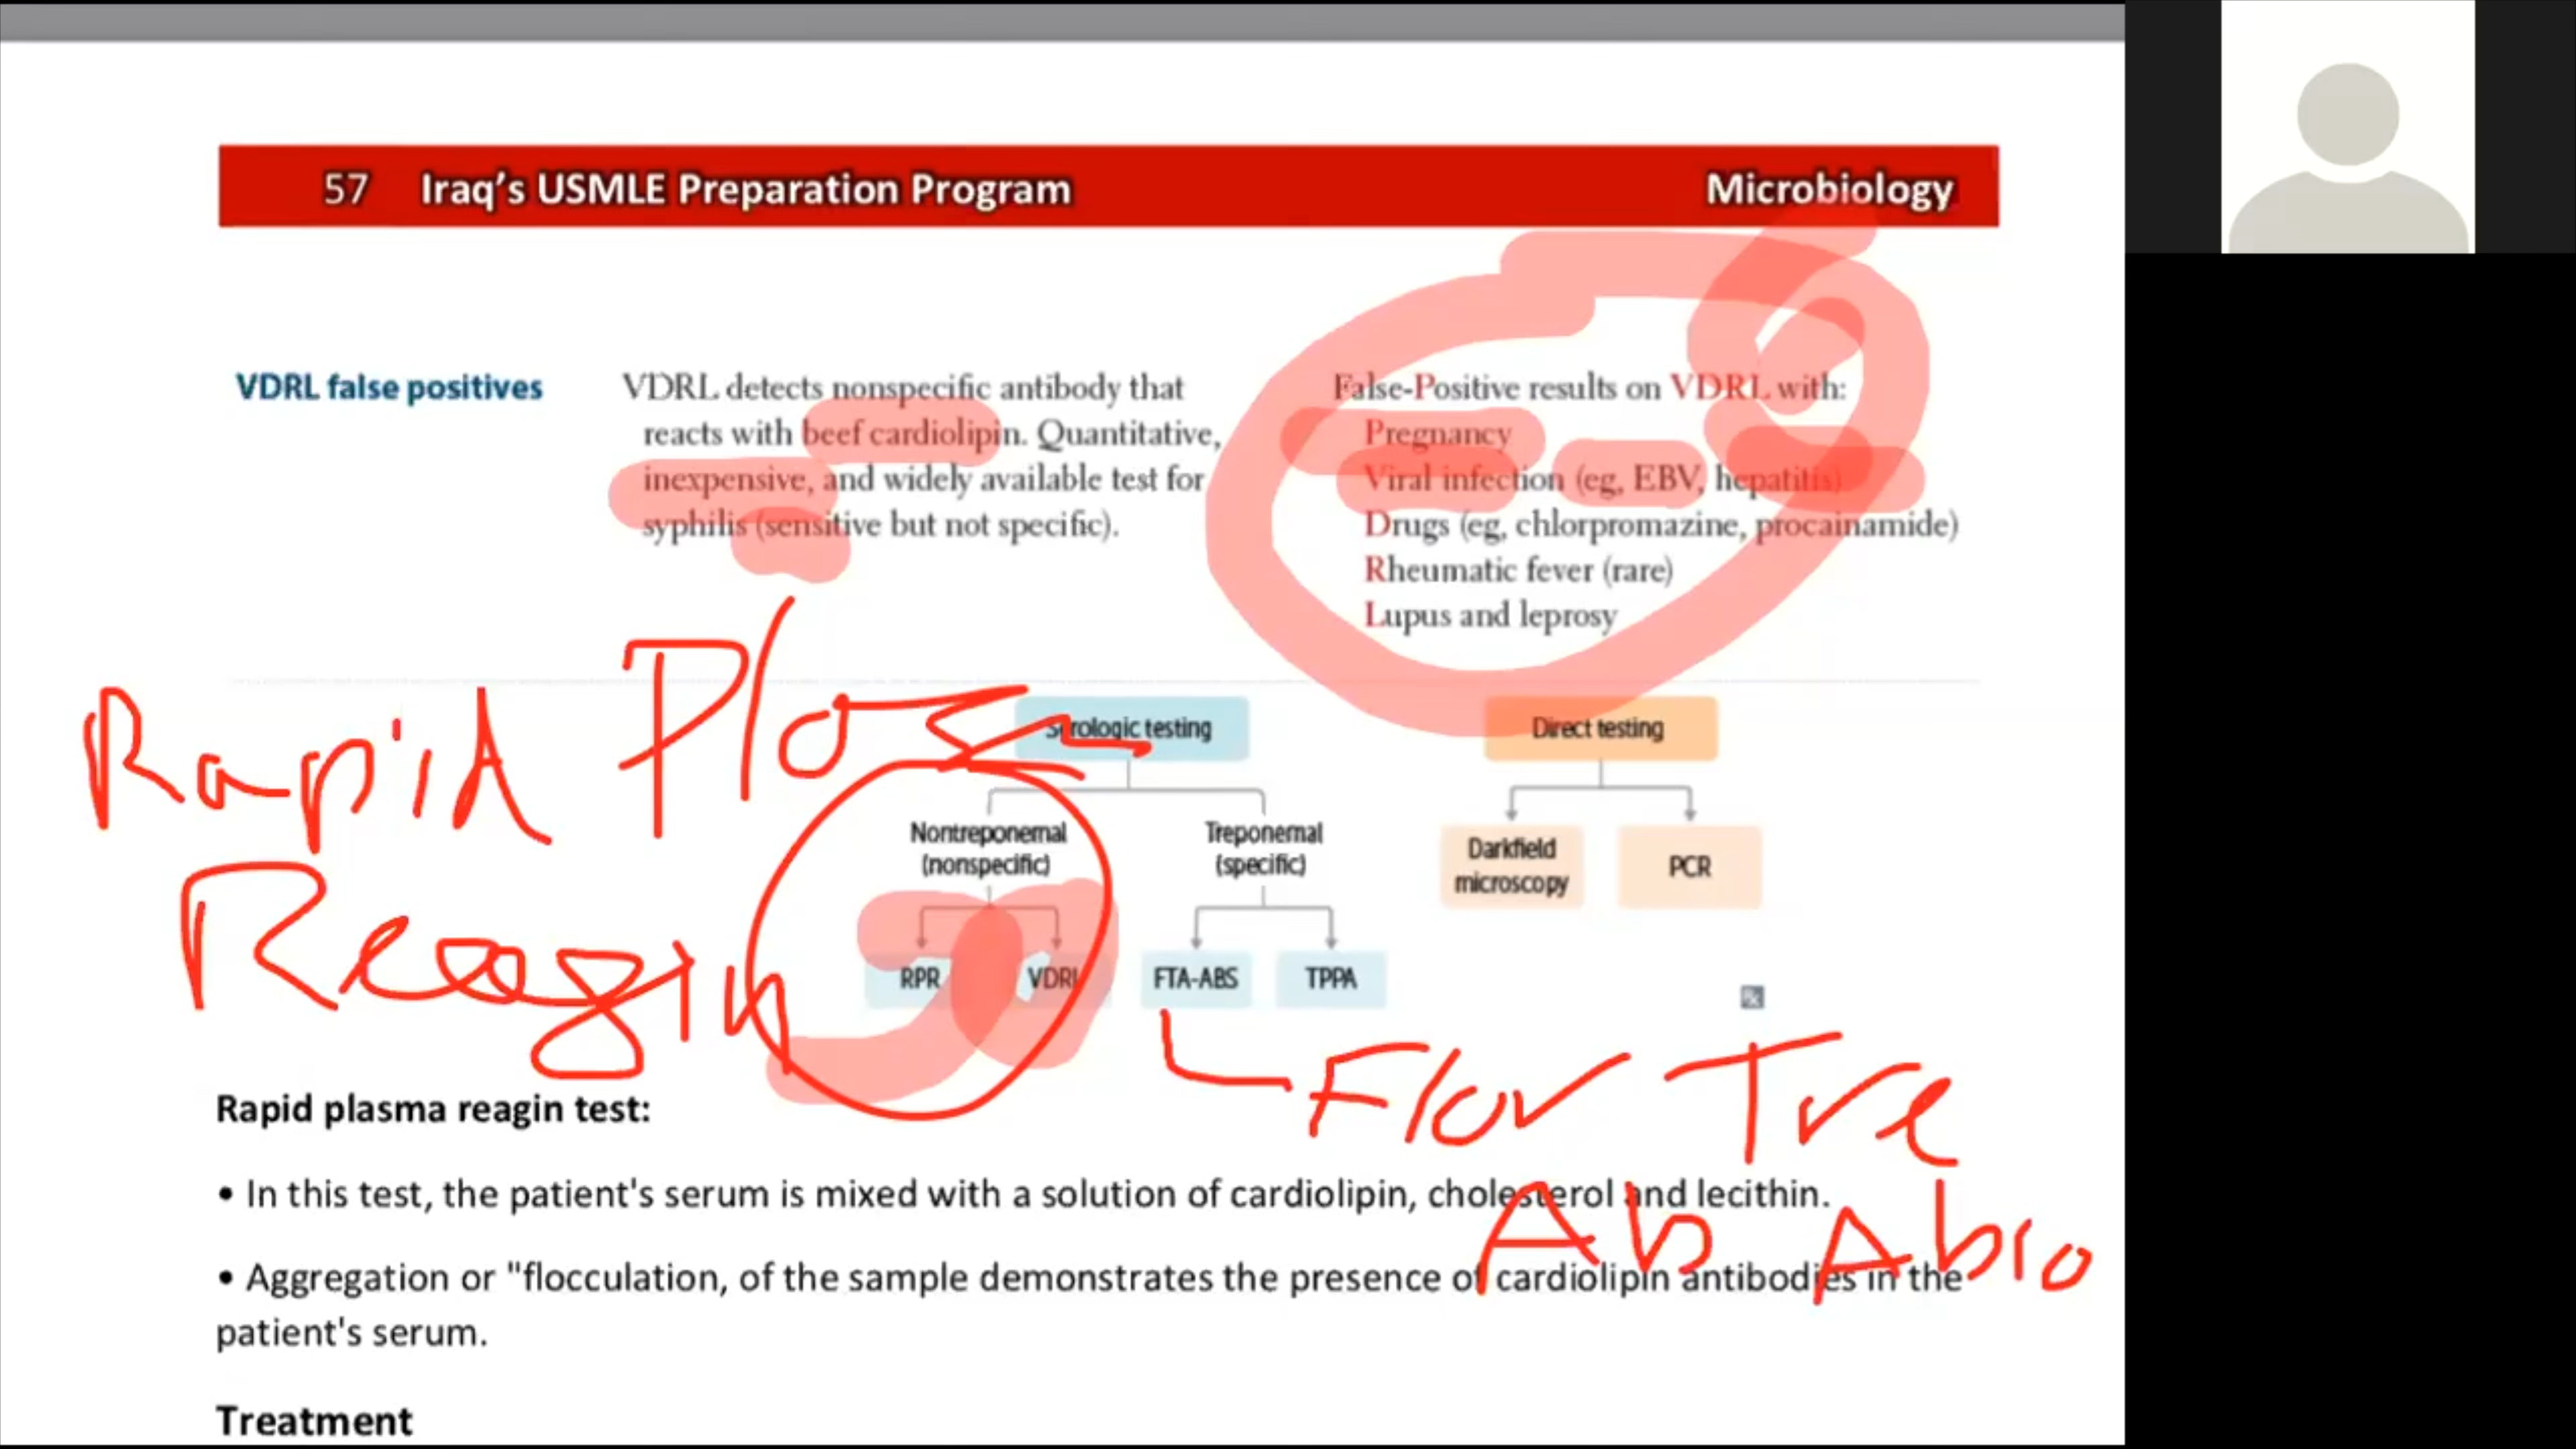 57 Iraq's USMLE Preparation Program Microbiology
VDRL false positives
VDRL detects nonspecific antibody that
reacts with beef cardiolipin. Quantitative,
inexpensive, and widely available test for
syphilis (sensitive but not specific).
False-Positive results on VDRL with:
Pregnancy
Viral infection (eg, EBV, hepatitis)
Drugs (eg, chlorpromazine, procainamide)
Rheumatic fever (rare)
Lupus and leprosy
Rapid
Reagin
Serologic testing
Nontreponemal
(nonspecific)
Treponemal
(specific)
RPR
VDRL
FTA-ABS
TPPA
Direct testing
Darkfield
microscopy
PCR
Tre
Ab
Rapid plasma reagin test:
• In this test, the patient's serum is mixed with a solution of cardiolipin, cholesterol and lecithin.
• Aggregation or "flocculation, of the sample demonstrates the presence of cardiolipin antibodies in the
patient's serum.
Treatment